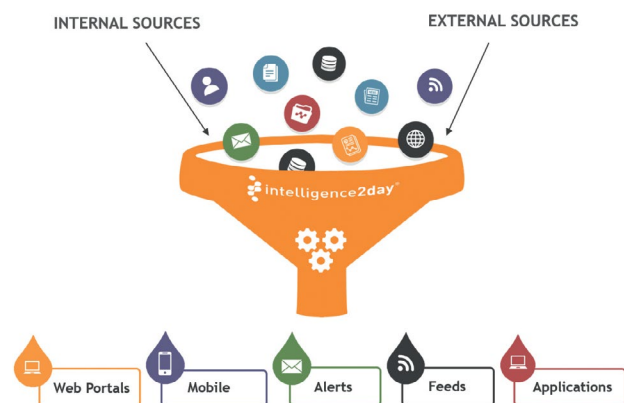 INTERNAL SOURCES
EXTERNAL SOURCES
intelligence2day®
Web Portals
Mobile
Alerts
Feeds
Applications